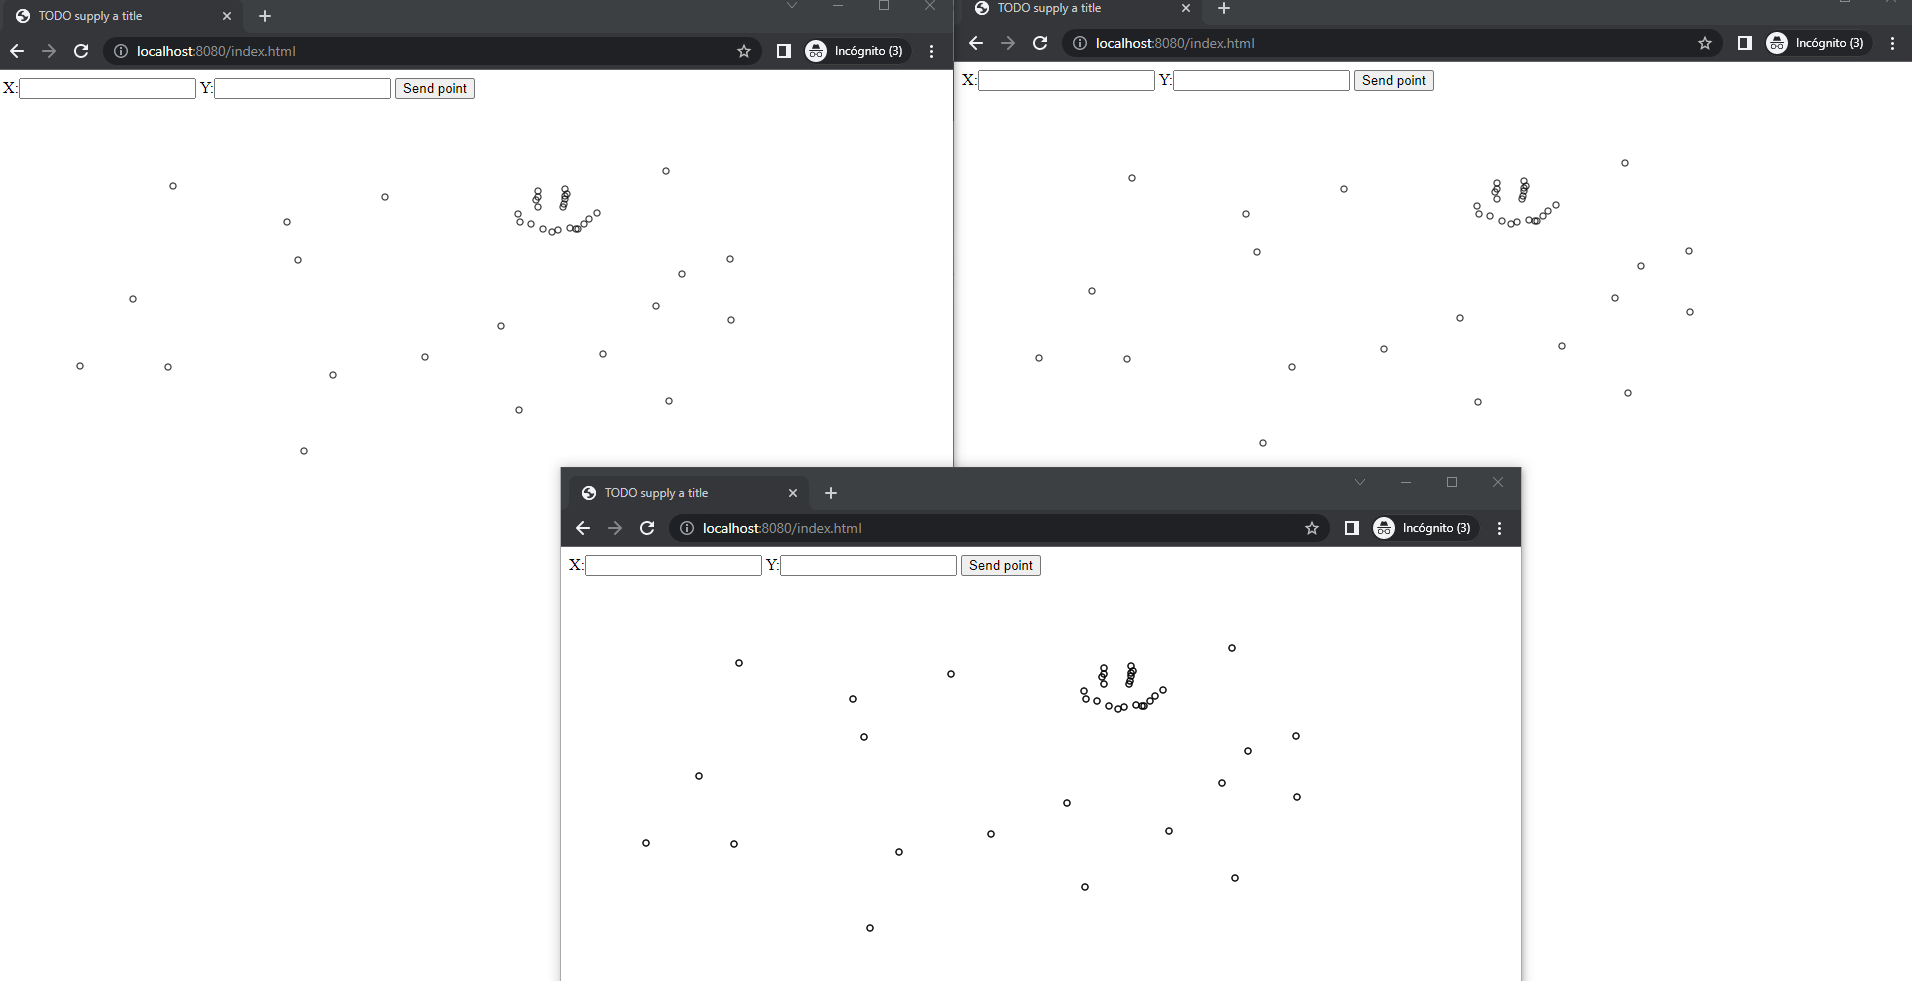 TODO supply a title
localhost:8080/index.html
Incógnito (3)
X: Y: Send point
TODO supply a title
localhost:8080/index.html
Incógnito (3)
X: Y: Send point
TODO supply a title
localhost:8080/index.html
Incógnito (3)
X: Y: Send point